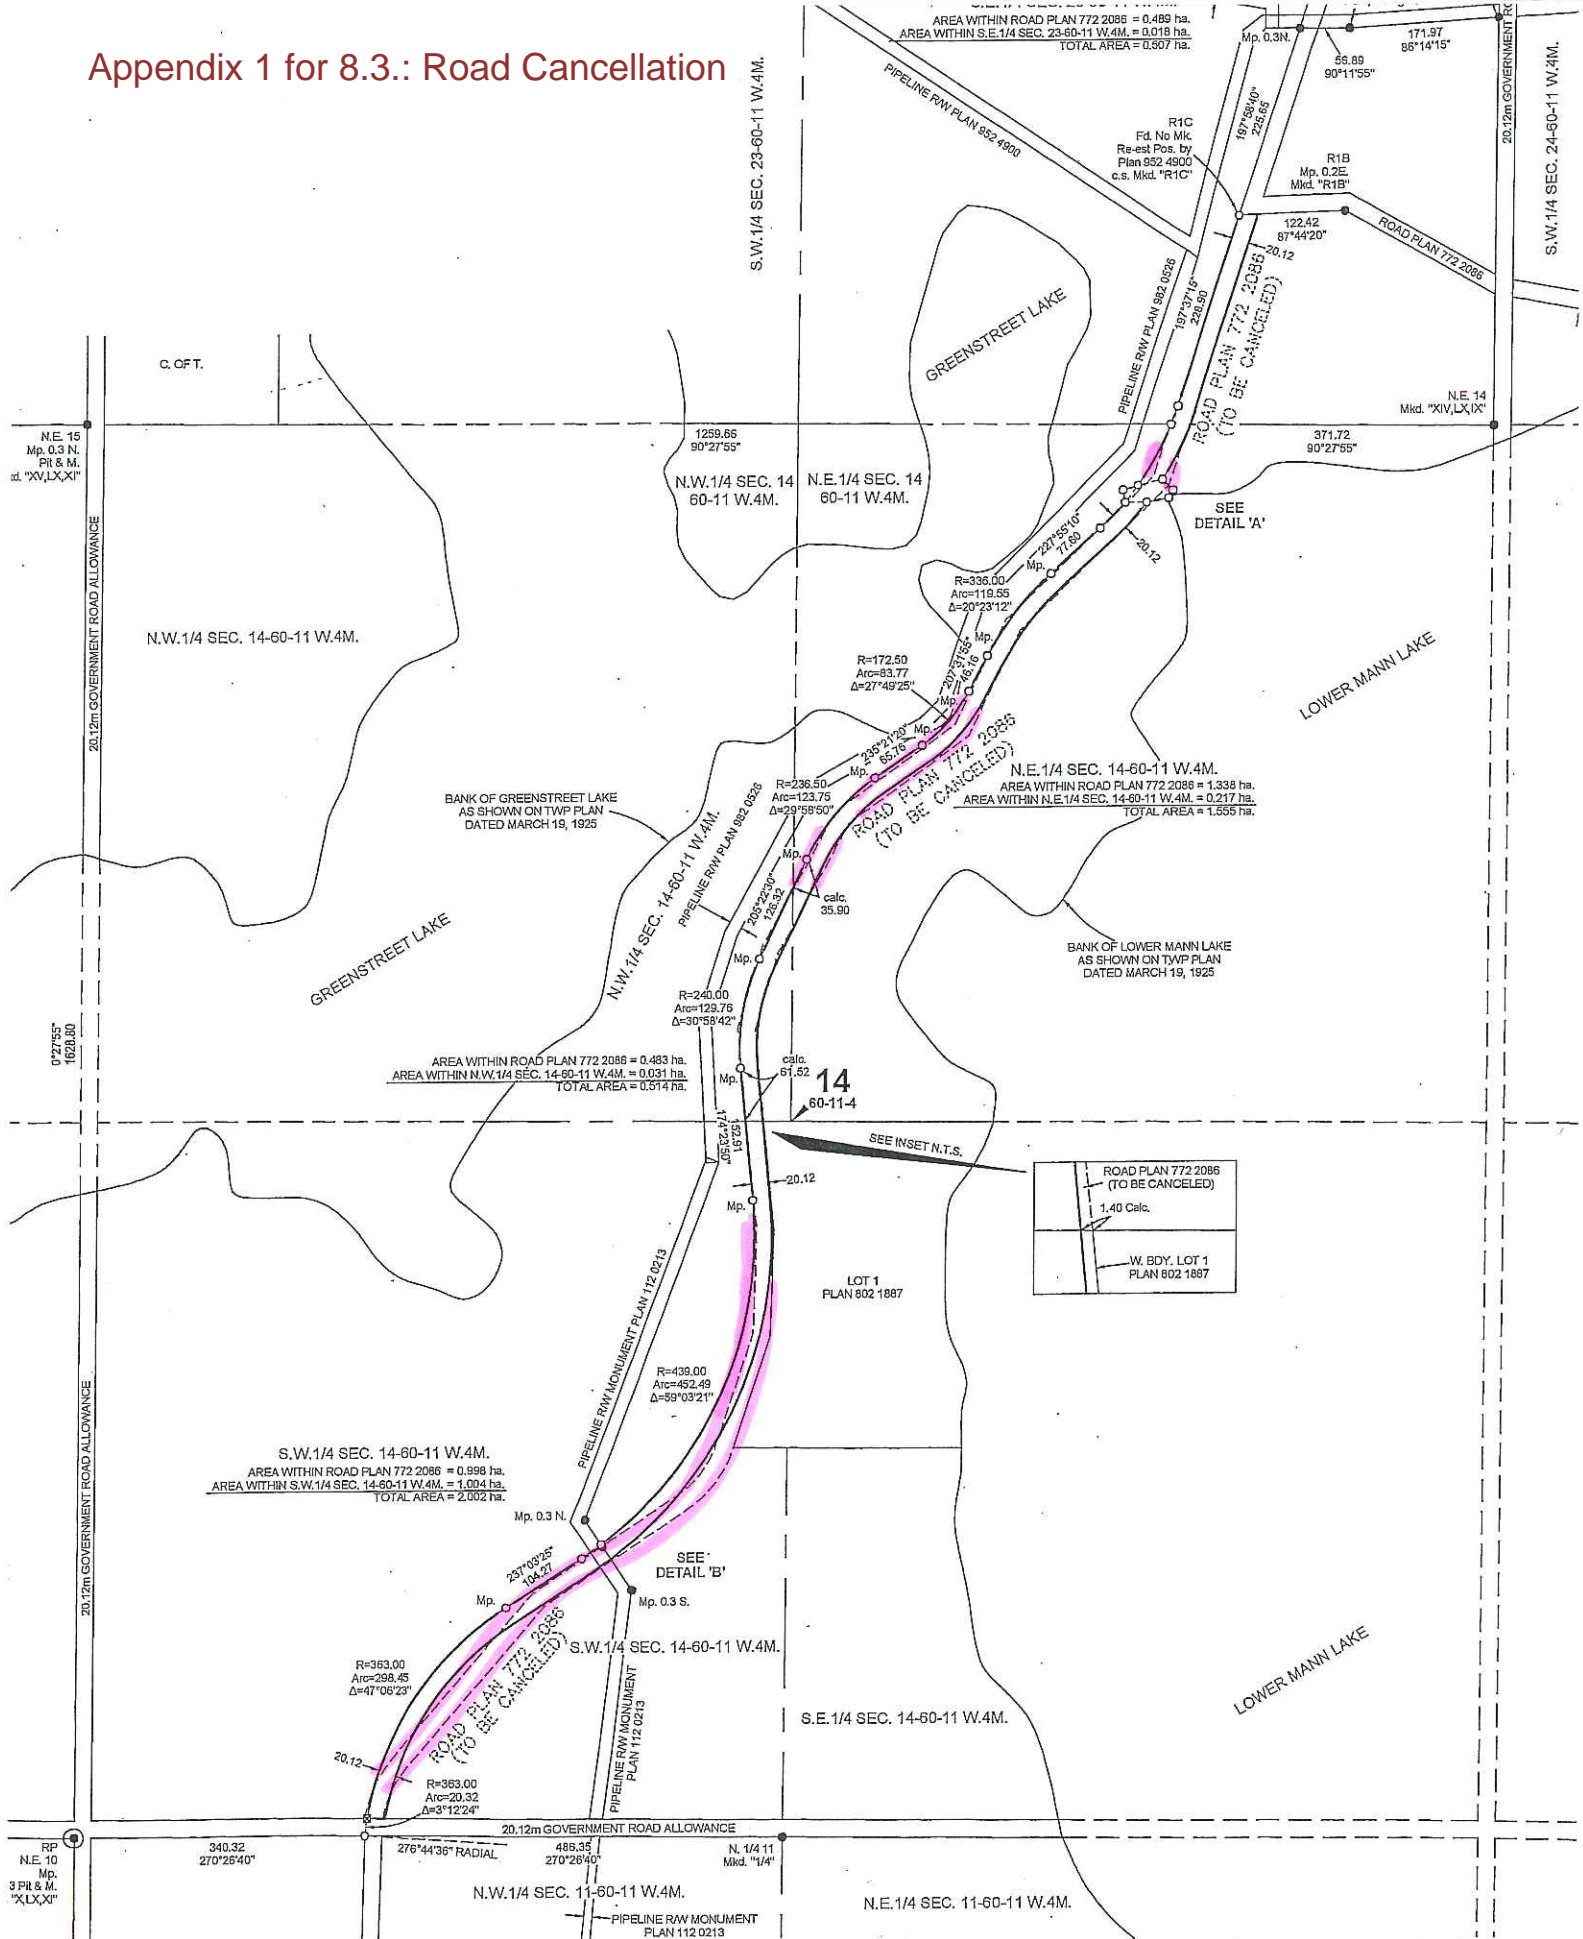 Appendix 1 for 8.3.: Road Cancellation
AREA WITHIN ROAD PLAN 772 2086 = 0.489 ha.
AREA WITHIN S.E.1/4 SEC. 23-60-11 W.4M. = 0.018 ha.
TOTAL AREA = 0.507 ha.
Mp. 0.3N.
56.89
90°11'55"
171.97
86°14'15"
20.12m GOVERNMENT
S.W.1/4 SEC. 24-60-11 W.4M.
S.W.1/4 SEC. 23-60-11 W.4M.
PIPELINE R/W PLAN 952 4900
197°58'40"
225.65
R1C
Fd. No Mk.
Re-est Pos. by
Plan 952 4900
c.s. Mkd. "R1C"
R1B
Mp. 0.2E.
Mkd. "R1B"
122.42
87°44'20"
ROAD PLAN 772 2086
20.12
GREENSTREET LAKE
PIPELINE R/W PLAN 982 0526
197°37'15"
228.90
ROAD PLAN 772 2086
(TO BE CANCELED)
C. OF T.
N.E. 15
Mp. 0.3 N.
Pit & M.
"XV,LX,XI"
1259.66
90°27'55"
371.72
90°27'55"
N.E. 14
Mkd. "XIV,LX,IX"
N.W.1/4 SEC. 14
60-11 W.4M.
N.E.1/4 SEC. 14
60-11 W.4M.
SEE
DETAIL 'A'
20.12
227°55'10"
77.60
Mp.
20.12m GOVERNMENT ROAD ALLOWANCE
N.W.1/4 SEC. 14-60-11 W.4M.
R=336.00
Arc=119.55
Δ=20°23'12"
Mp.
207°31'55"
46.16
R=172.50
Arc=83.77
Δ=27°49'25"
Mp.
Mp.
235°21'20"
65.76
Mp.
LOWER MANN LAKE
ROAD PLAN 772 2086
(TO BE CANCELED)
N.E.1/4 SEC. 14-60-11 W.4M.
AREA WITHIN ROAD PLAN 772 2086 = 1.338 ha.
AREA WITHIN N.E.1/4 SEC. 14-60-11 W.4M. = 0.217 ha.
TOTAL AREA = 1.555 ha.
R=236.50
Arc=123.75
Δ=29°58'50"
BANK OF GREENSTREET LAKE
AS SHOWN ON TWP PLAN
DATED MARCH 19, 1925
PIPELINE R/W PLAN 982 0526
N.W.1/4 SEC. 14-60-11 W.4M.
Mp.
calc.
35.90
205°22'30"
126.32
Mp.
BANK OF LOWER MANN LAKE
AS SHOWN ON TWP PLAN
DATED MARCH 19, 1925
GREENSTREET LAKE
R=240.00
Arc=129.76
Δ=30°58'42"
0°27'55"
1628.80
AREA WITHIN ROAD PLAN 772 2086 = 0.483 ha.
AREA WITHIN N.W.1/4 SEC. 14-60-11 W.4M. = 0.031 ha.
TOTAL AREA = 0.514 ha.
Mp.
calc.
61.52
14
60-11-4
152.91
174°23'50"
SEE INSET N.T.S.
20.12
Mp.
ROAD PLAN 772 2086
(TO BE CANCELED)
1.40 Calc.
W. BDY. LOT 1
PLAN 802 1887
LOT 1
PLAN 802 1887
PIPELINE R/W MONUMENT PLAN 112 0213
R=439.00
Arc=452.49
Δ=59°03'21"
20.12m GOVERNMENT ROAD ALLOWANCE
S.W.1/4 SEC. 14-60-11 W.4M.
AREA WITHIN ROAD PLAN 772 2086 = 0.998 ha.
AREA WITHIN S.W.1/4 SEC. 14-60-11 W.4M. = 1.004 ha.
TOTAL AREA = 2.002 ha.
Mp. 0.3 N.
SEE
DETAIL 'B'
237°03'25"
104.27
Mp.
Mp. 0.3 S.
ROAD PLAN 772 2086
(TO BE CANCELED)
S.W.1/4 SEC. 14-60-11 W.4M.
R=363.00
Arc=298.45
Δ=47°06'23"
PIPELINE R/W MONUMENT
PLAN 112 0213
S.E.1/4 SEC. 14-60-11 W.4M.
LOWER MANN LAKE
20.12
R=363.00
Arc=20.32
Δ=3°12'24"
20.12m GOVERNMENT ROAD ALLOWANCE
RP
N.E. 10
Mp.
3 Pit & M.
"X,LX,XI"
340.32
270°26'40"
276°44'36" RADIAL
486.35
270°26'40"
N. 1/4 11
Mkd. "1/4"
N.W.1/4 SEC. 11-60-11 W.4M.
N.E.1/4 SEC. 11-60-11 W.4M.
PIPELINE R/W MONUMENT
PLAN 112 0213